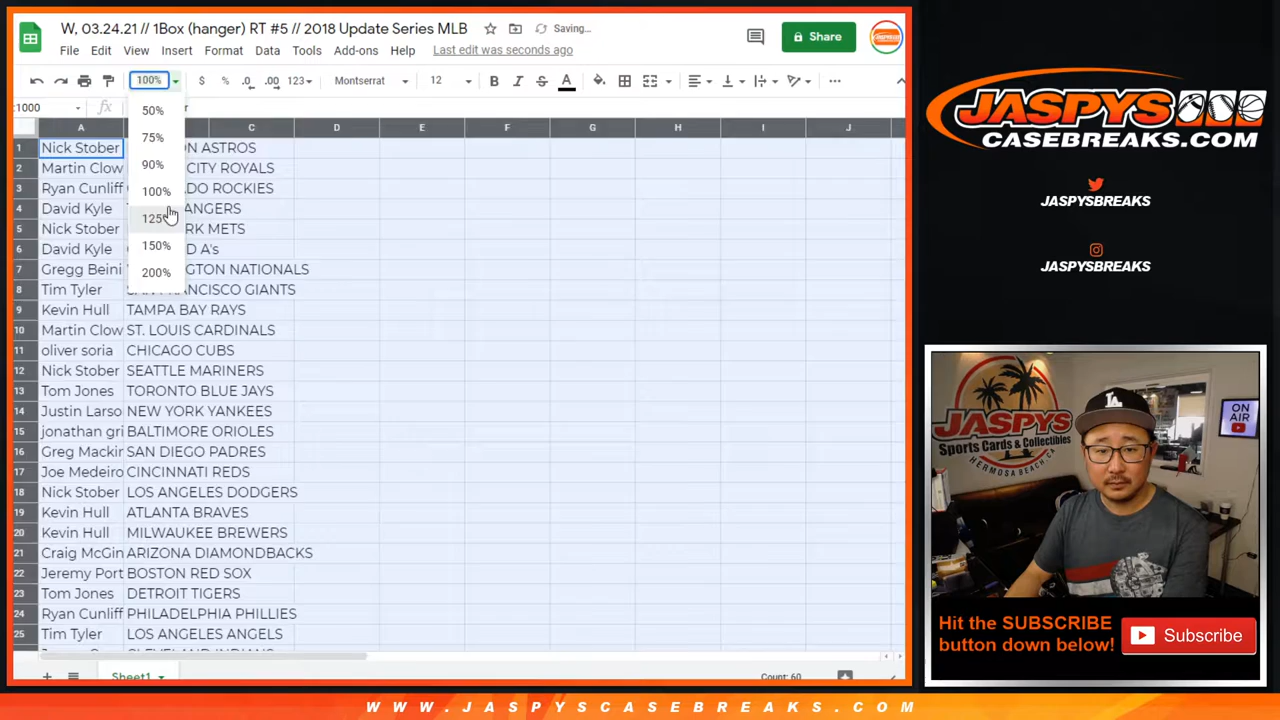 W, 03.24.21 // 1Box (hanger) RT #5 // 2018 Update Series MLB
Saving...
File Edit View Insert Format Data Tools Add-ons Help Last edit was seconds ago
Share
100% $ % .0 .00 123 Montserrat 12 B I S A
:1000 fx
50%
75%
90%
100%
125%
150%
200%
A C D E F G H I J
1 Nick Stober ASTROS
2 Martin Clow CITY ROYALS
3 Ryan Cunliff ROCKIES
4 David Kyle
5 Nick Stober METS
6 David Kyle A's
7 Gregg Beini NATIONALS
8 Tim Tyler SAN FRANCISCO GIANTS
9 Kevin Hull TAMPA BAY RAYS
10 Martin Clow ST. LOUIS CARDINALS
11 oliver soria CHICAGO CUBS
12 Nick Stober SEATTLE MARINERS
13 Tom Jones TORONTO BLUE JAYS
14 Justin Larso NEW YORK YANKEES
15 jonathan gri BALTIMORE ORIOLES
16 Greg Mackin SAN DIEGO PADRES
17 Joe Medeiro CINCINNATI REDS
18 Nick Stober LOS ANGELES DODGERS
19 Kevin Hull ATLANTA BRAVES
20 Kevin Hull MILWAUKEE BREWERS
21 Craig McGin ARIZONA DIAMONDBACKS
22 Jeremy Port BOSTON RED SOX
23 Tom Jones DETROIT TIGERS
24 Ryan Cunliff PHILADELPHIA PHILLIES
25 Tim Tyler LOS ANGELES ANGELS
Sheet1
Count: 60
JASPYS
CASEBREAKS.COM
JASPYSBREAKS
JASPYSBREAKS
JASPYS
Sports Cards & Collectibles
HERMOSA BEACH, CA
ON
AIR
LA
Hit the SUBSCRIBE
button down below!
Subscribe
WWW.JASPYSCASEBREAKS.COM